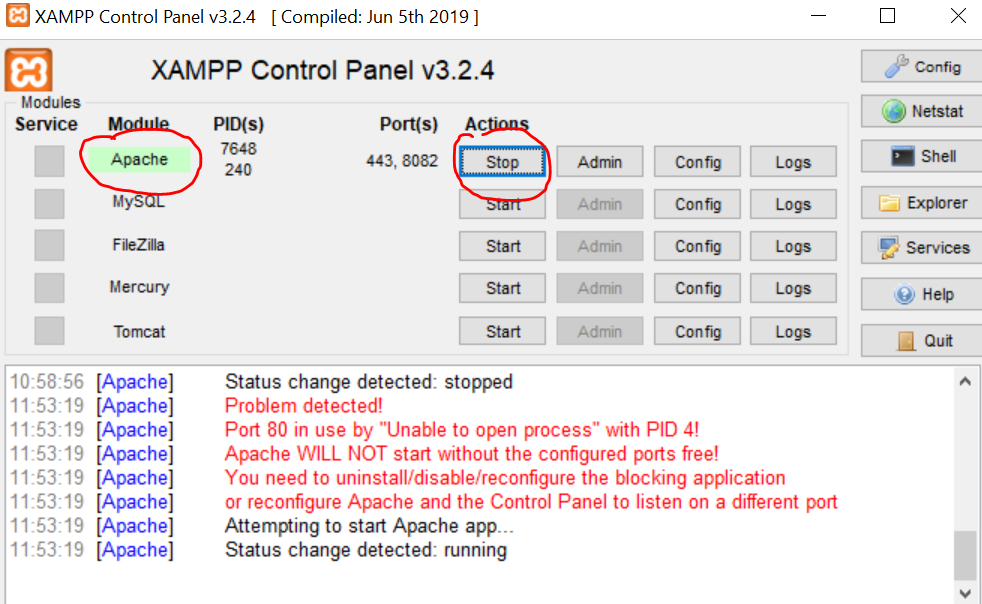 XAMPP Control Panel v3.2.4 [ Compiled: Jun 5th 2019 ]
XAMPP Control Panel v3.2.4
Config
Modules
Service Module PID(s) Port(s) Actions
Netstat
Apache 7648 240 443, 8082 Stop Admin Config Logs
Shell
MySQL Start Admin Config Logs
Explorer
FileZilla Start Admin Config Logs
Services
Mercury Start Admin Config Logs
Help
Tomcat Start Admin Config Logs
Quit
10:58:56 [Apache] Status change detected: stopped
11:53:19 [Apache] Problem detected!
11:53:19 [Apache] Port 80 in use by "Unable to open process" with PID 4!
11:53:19 [Apache] Apache WILL NOT start without the configured ports free!
11:53:19 [Apache] You need to uninstall/disable/reconfigure the blocking application
11:53:19 [Apache] or reconfigure Apache and the Control Panel to listen on a different port
11:53:19 [Apache] Attempting to start Apache app...
11:53:19 [Apache] Status change detected: running